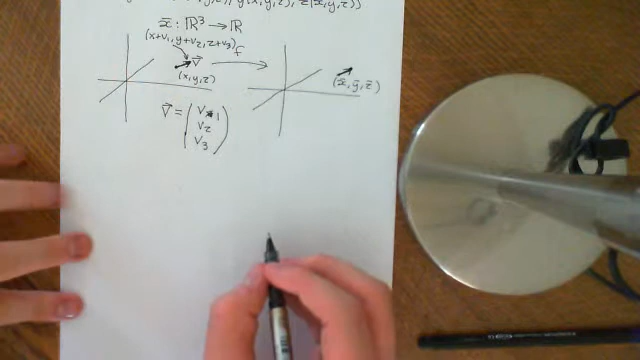 x̄ : ℝ³ → ℝ
(x+v₁, y+v₂, z+v₃)
v⃗ f
(x,y,z) (x̄, ȳ, z̄)
v⃗ = ( v₁
v₂
v₃ )